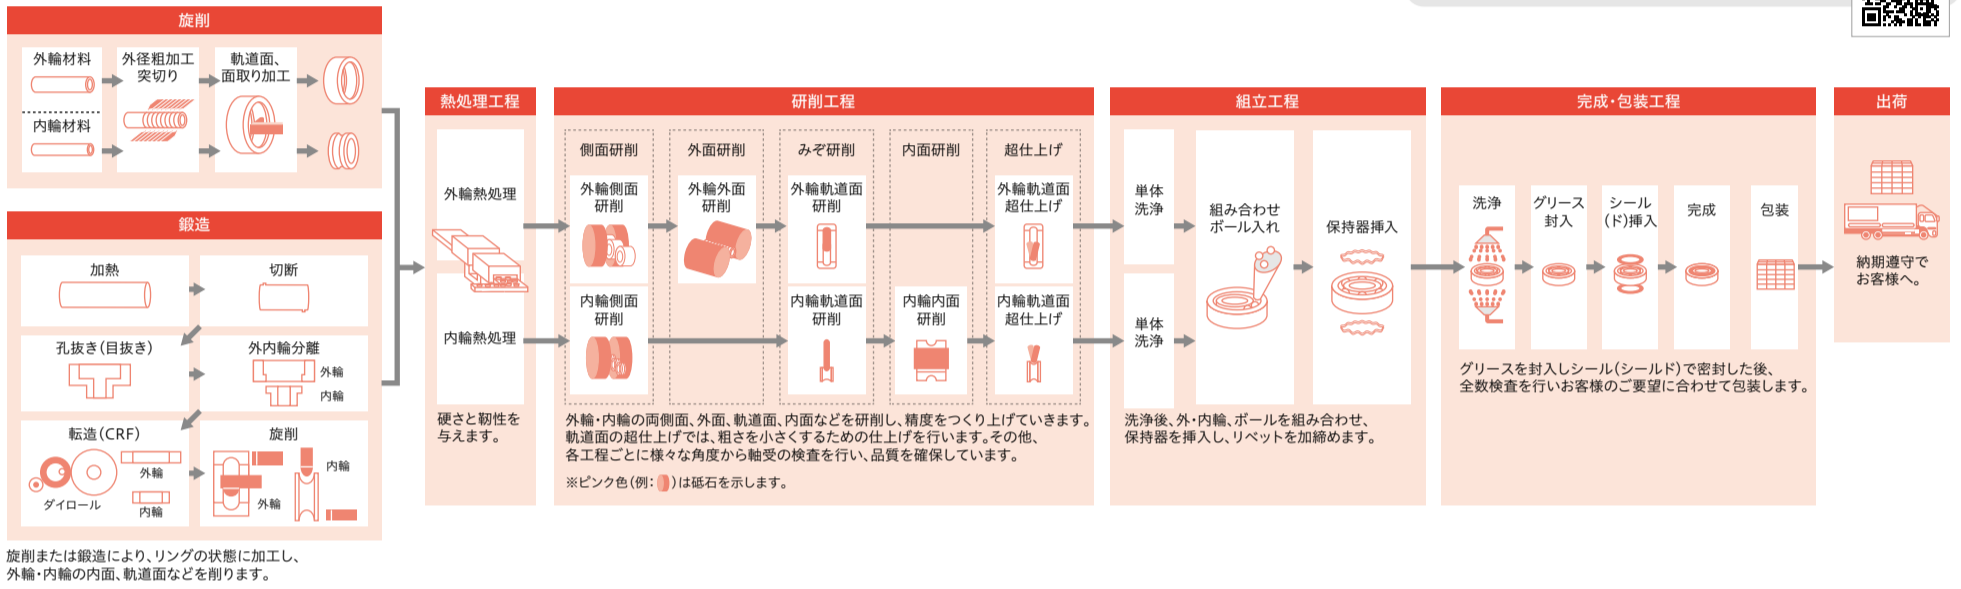 旋削
外輪材料
内輪材料
外径粗加工
突切り
軌道面、
面取り加工
鍛造
加熱
切断
孔抜き(目抜き)
外内輪分離
外輪
内輪
転造(CRF)
外輪
ダイロール
内輪
旋削
内輪
外輪
旋削または鍛造により、リングの状態に加工し、
外輪・内輪の内面、軌道面などを削ります。
熱処理工程
外輪熱処理
内輪熱処理
硬さと靭性を
与えます。
研削工程
側面研削
外輪側面
研削
内輪側面
研削
外面研削
外輪外面
研削
みぞ研削
外輪軌道面
研削
内輪軌道面
研削
内面研削
内輪内面
研削
超仕上げ
外輪軌道面
超仕上げ
内輪軌道面
超仕上げ
外輪・内輪の両側面、外面、軌道面、内面などを研削し、精度をつくり上げていきます。
軌道面の超仕上げでは、粗さを小さくするための仕上げを行います。その他、
各工程ごとに様々な角度から軸受の検査を行い、品質を確保しています。
※ピンク色(例: )は砥石を示します。
組立工程
単体
洗浄
単体
洗浄
組み合わせ
ボール入れ
保持器挿入
洗浄後、外・内輪、ボールを組み合わせ、
保持器を挿入し、リベットを加締めます。
完成・包装工程
洗浄
グリース
封入
シール
(ド)挿入
完成
包装
グリースを封入しシール(シールド)で密封した後、
全数検査を行いお客様のご要望に合わせて包装します。
出荷
納期遵守で
お客様へ。